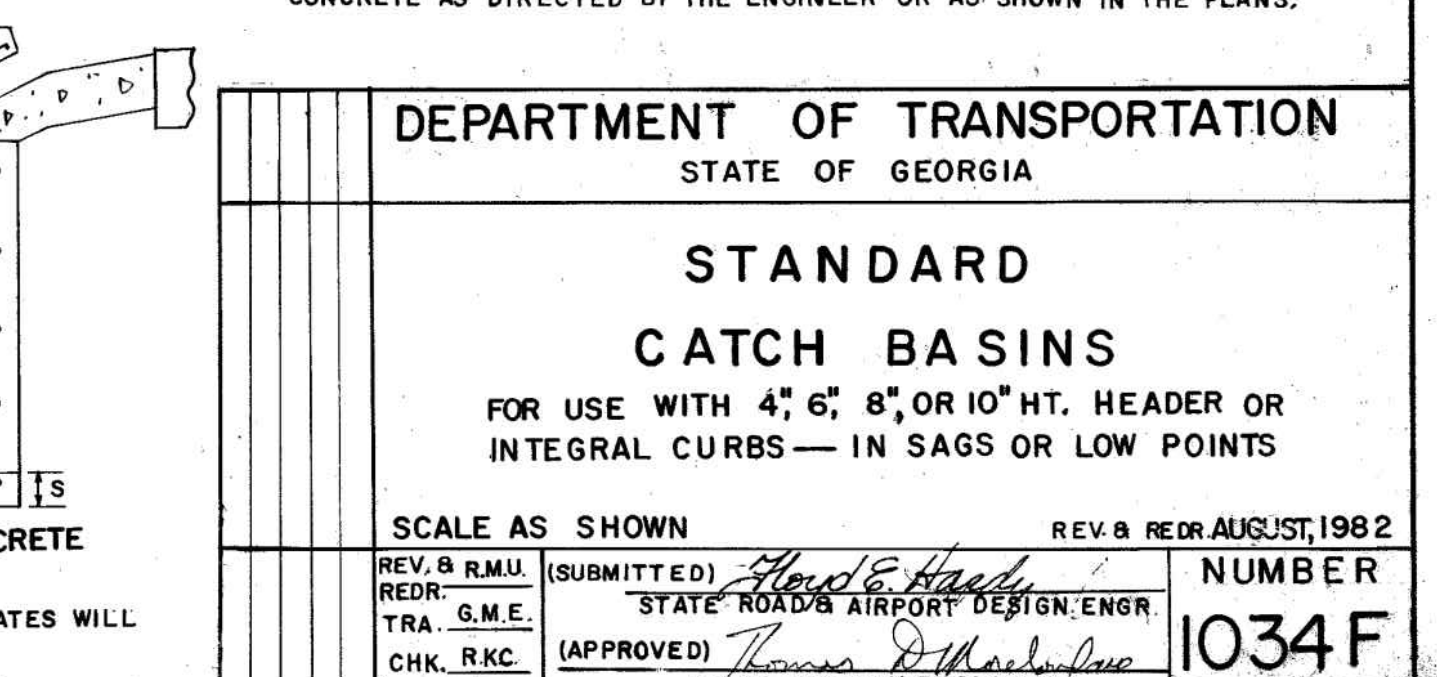 CONCRETE AS DIRECTED BY THE ENGINEER OR AS SHOWN IN THE PLANS.
DEPARTMENT OF TRANSPORTATION
STATE OF GEORGIA
STANDARD
CATCH BASINS
FOR USE WITH 4", 6", 8", OR 10" HT. HEADER OR
INTEGRAL CURBS — IN SAGS OR LOW POINTS
S
CRETE
ATES WILL
SCALE AS SHOWN
REV. & REDR. AUGUST, 1982
REV. & REDR. R.M.U.
TRA. G.M.E.
CHK. R.K.C.
(SUBMITTED) Floyd E. Hardy
STATE ROAD & AIRPORT DESIGN ENGR.
(APPROVED) Thomas D
NUMBER
1034F